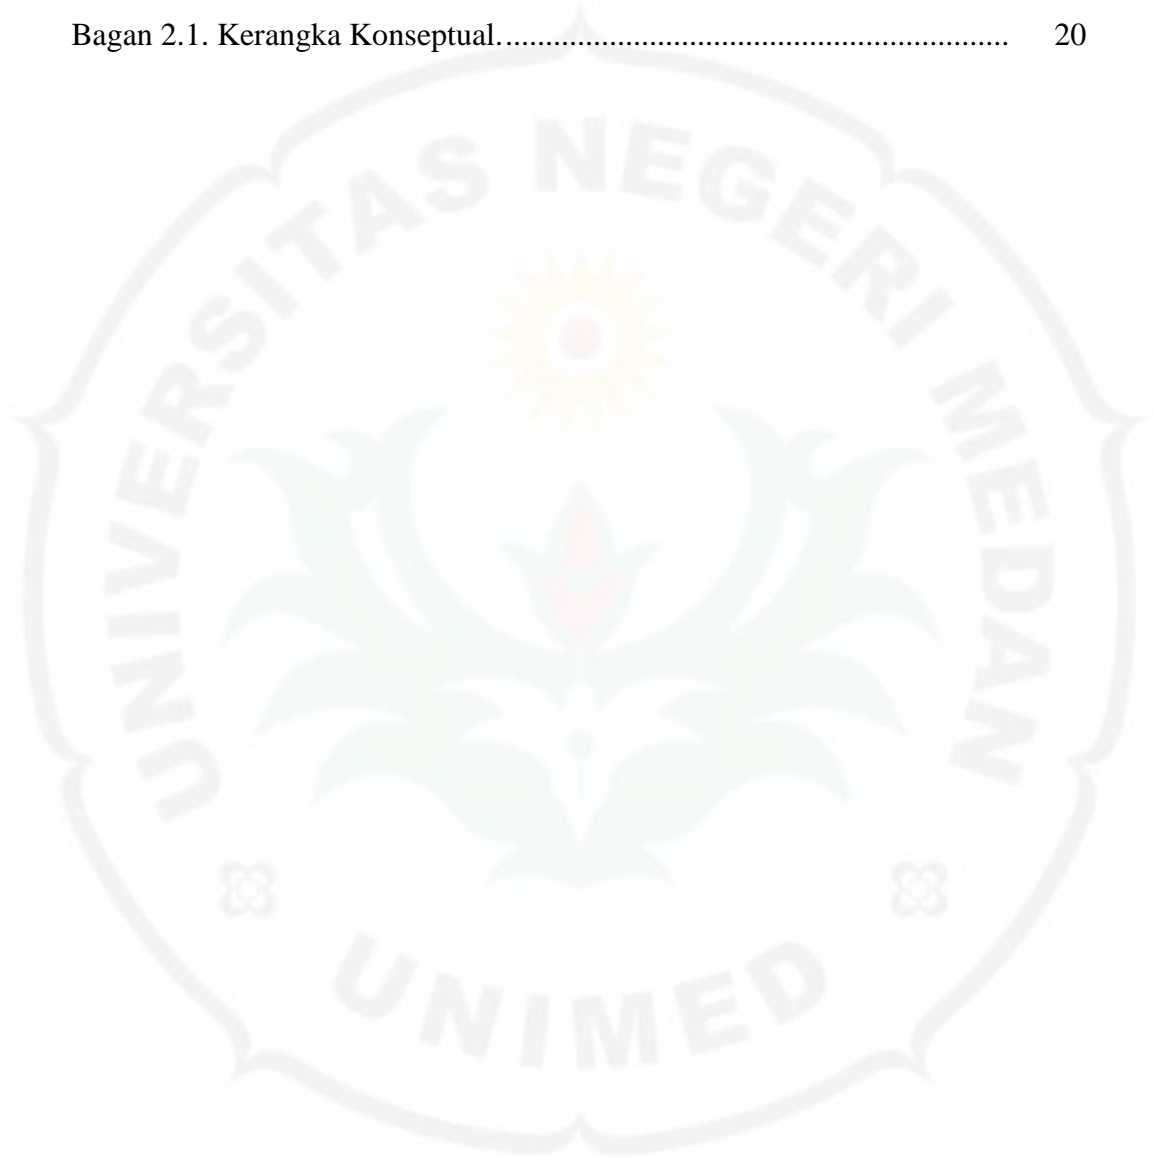 Bagan 2.1. Kerangka Konseptual............................................................... 20
UNIVERSITAS NEGERI MEDAN
UNIMED